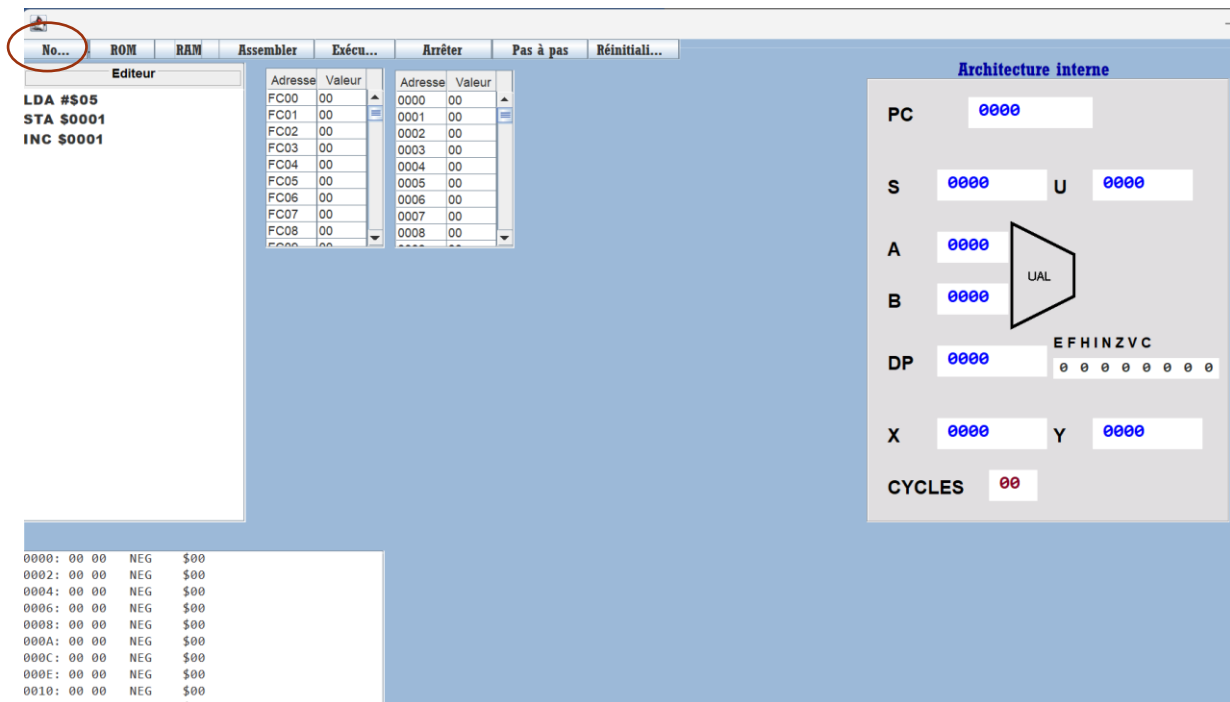 No... ROM RAM Assembler Exécu... Arrêter Pas à pas Réinitiali...
Editeur
LDA #$05
STA $0001
INC $0001
Adresse Valeur
FC00 00
FC01 00
FC02 00
FC03 00
FC04 00
FC05 00
FC06 00
FC07 00
FC08 00
Adresse Valeur
0000 00
0001 00
0002 00
0003 00
0004 00
0005 00
0006 00
0007 00
0008 00
Architecture interne
PC 0000
S 0000 U 0000
A 0000
UAL
B 0000
E F H I N Z V C
DP 0000 0 0 0 0 0 0 0 0
X 0000 Y 0000
CYCLES 00
0000: 00 00 NEG $00
0002: 00 00 NEG $00
0004: 00 00 NEG $00
0006: 00 00 NEG $00
0008: 00 00 NEG $00
000A: 00 00 NEG $00
000C: 00 00 NEG $00
000E: 00 00 NEG $00
0010: 00 00 NEG $00